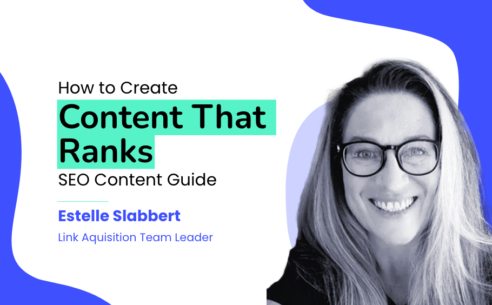 How to Create
Content That
Ranks
SEO Content Guide
Estelle Slabbert
Link Aquisition Team Leader